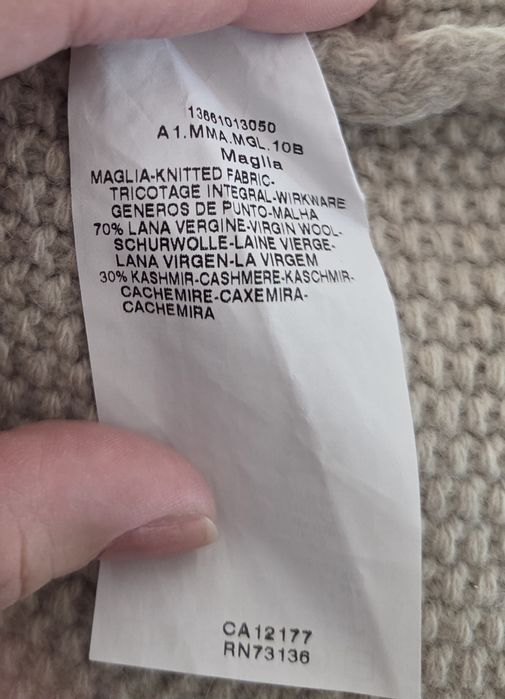 13661013050
A1.MMA.MGL.10B
Maglia
MAGLIA-KNITTED FABRIC-
TRICOTAGE INTEGRAL-WIRKWARE
GENEROS DE PUNTO-MALHA
70% LANA VERGINE-VIRGIN WOOL-
SCHURWOLLE-LAINE VIERGE-
LANA VIRGEN-LA VIRGEM
30% KASHMIR-CASHMERE-KASCHMIR-
CACHEMIRE-CAXEMIRA-
CACHEMIRA
CA12177
RN73136